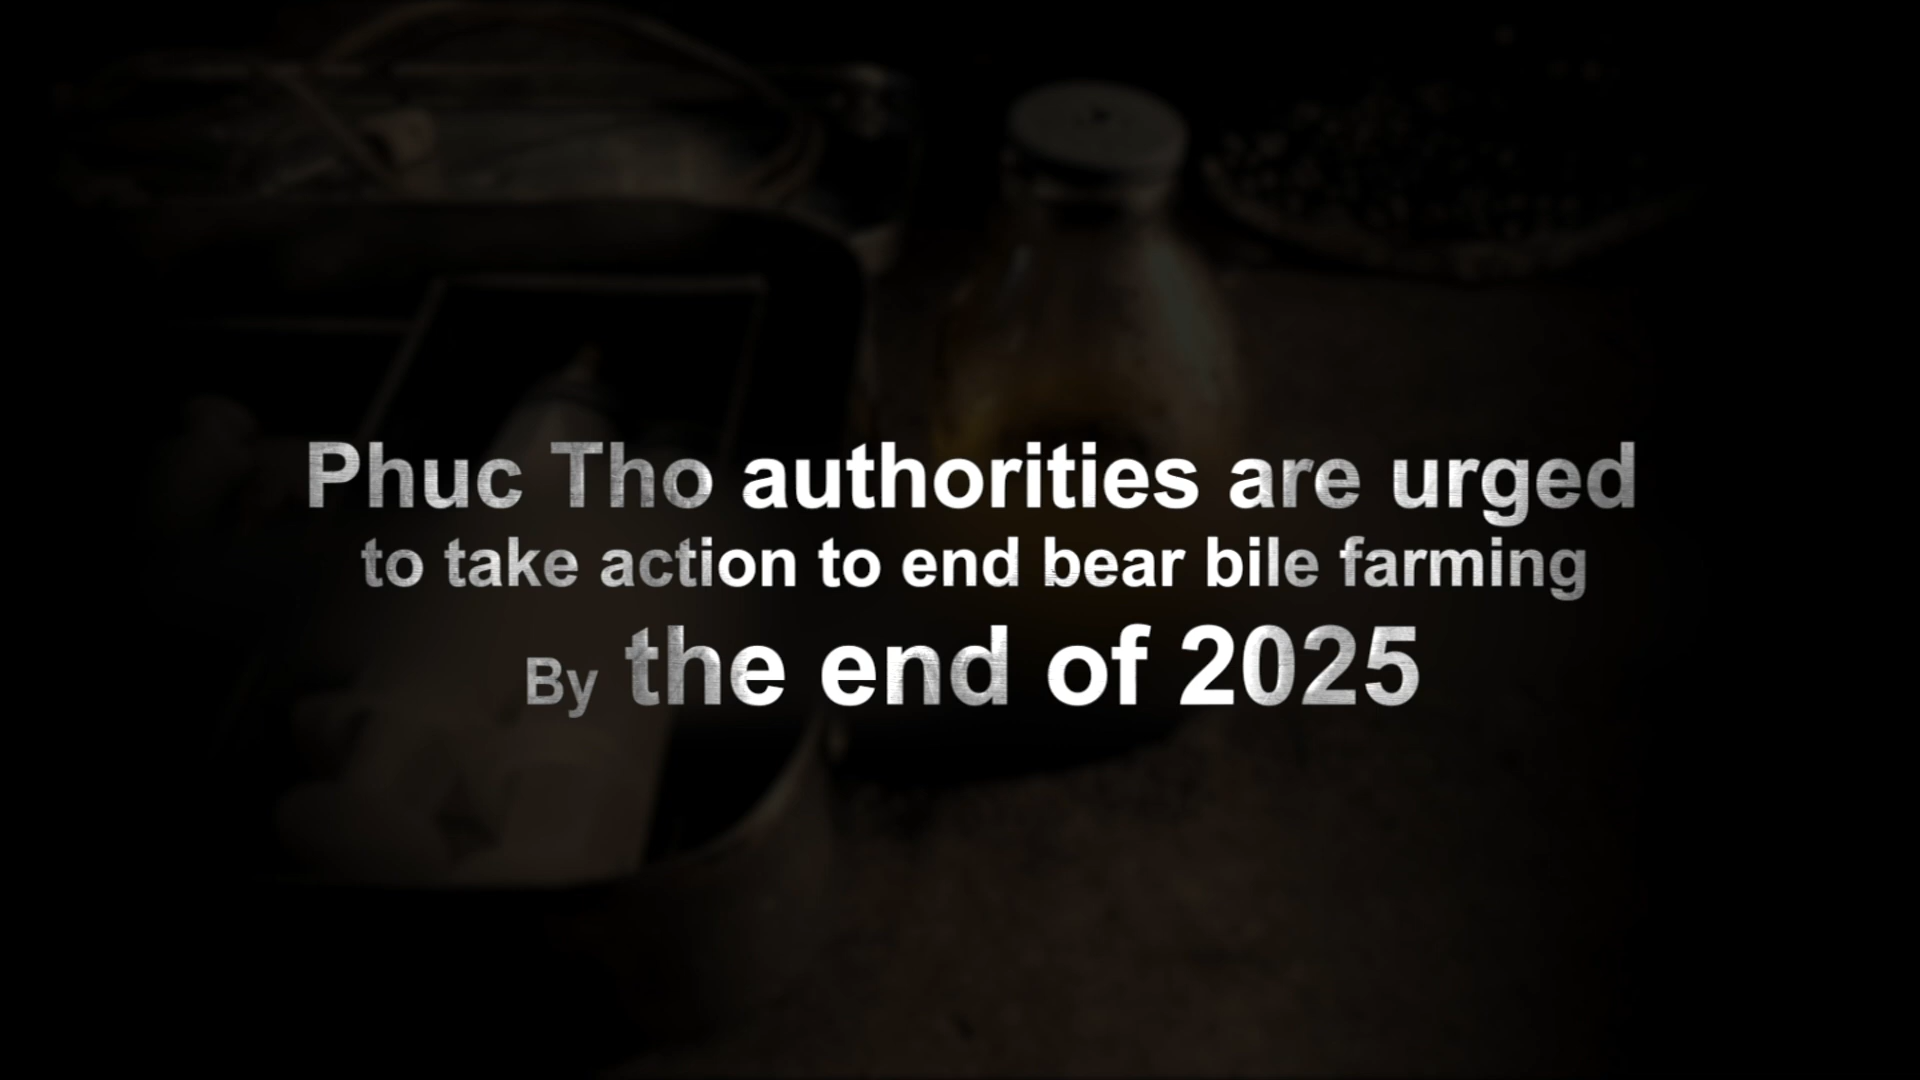 Phuc Tho authorities are urged
to take action to end bear bile farming
By the end of 2025